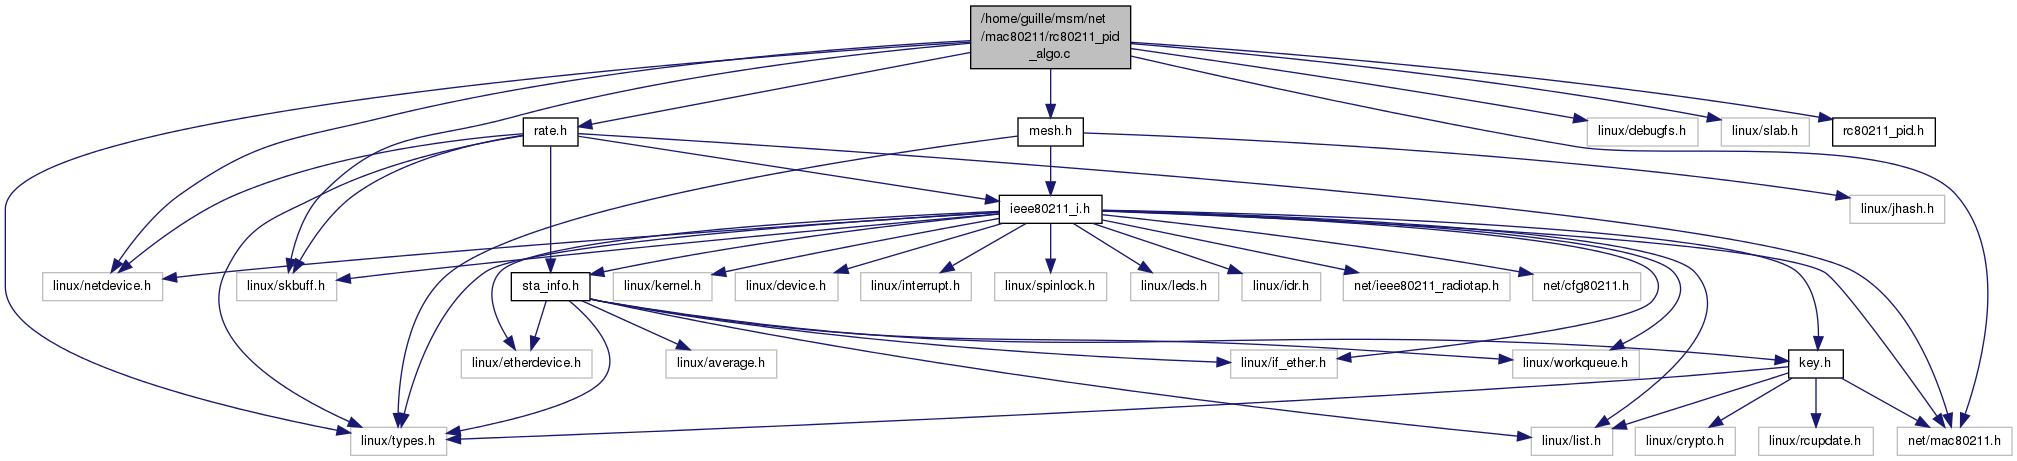 /home/guille/msm/net
/mac80211/rc80211_pid
_algo.c
rate.h
mesh.h
linux/debugfs.h
linux/slab.h
rc80211_pid.h
ieee80211_i.h
linux/jhash.h
linux/netdevice.h
linux/skbuff.h
sta_info.h
linux/kernel.h
linux/device.h
linux/interrupt.h
linux/spinlock.h
linux/leds.h
linux/idr.h
net/ieee80211_radiotap.h
net/cfg80211.h
linux/etherdevice.h
linux/average.h
linux/if_ether.h
linux/workqueue.h
key.h
linux/types.h
linux/list.h
linux/crypto.h
linux/rcupdate.h
net/mac80211.h